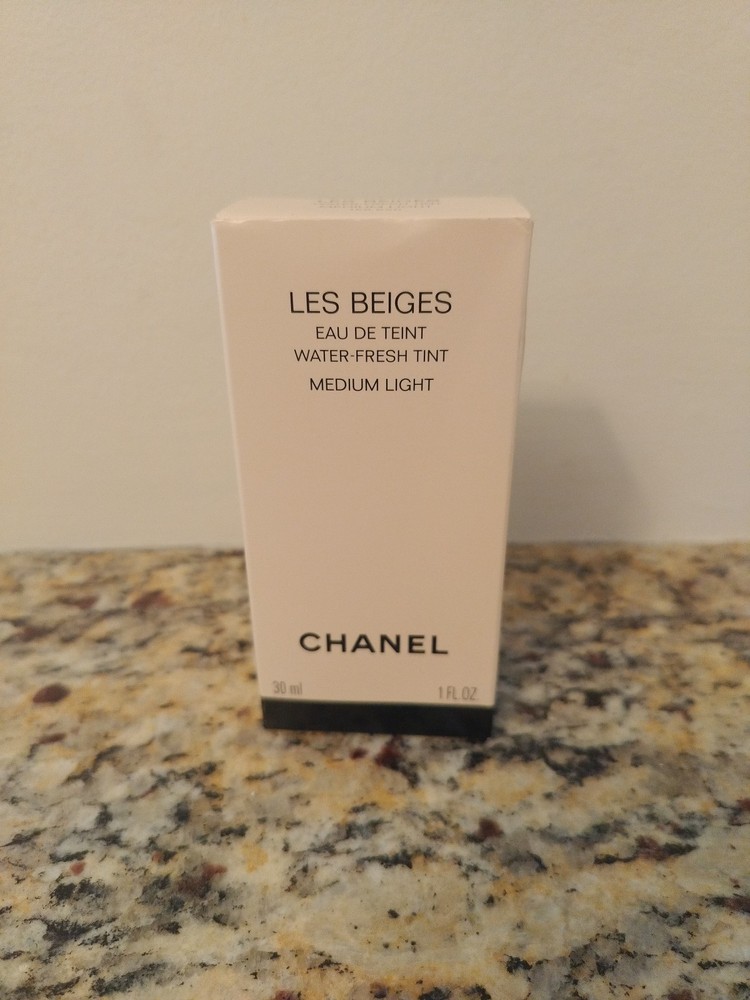 LES BEIGES
EAU DE TEINT
WATER-FRESH TINT
MEDIUM LIGHT
CHANEL
30 ml 1 FL.OZ.